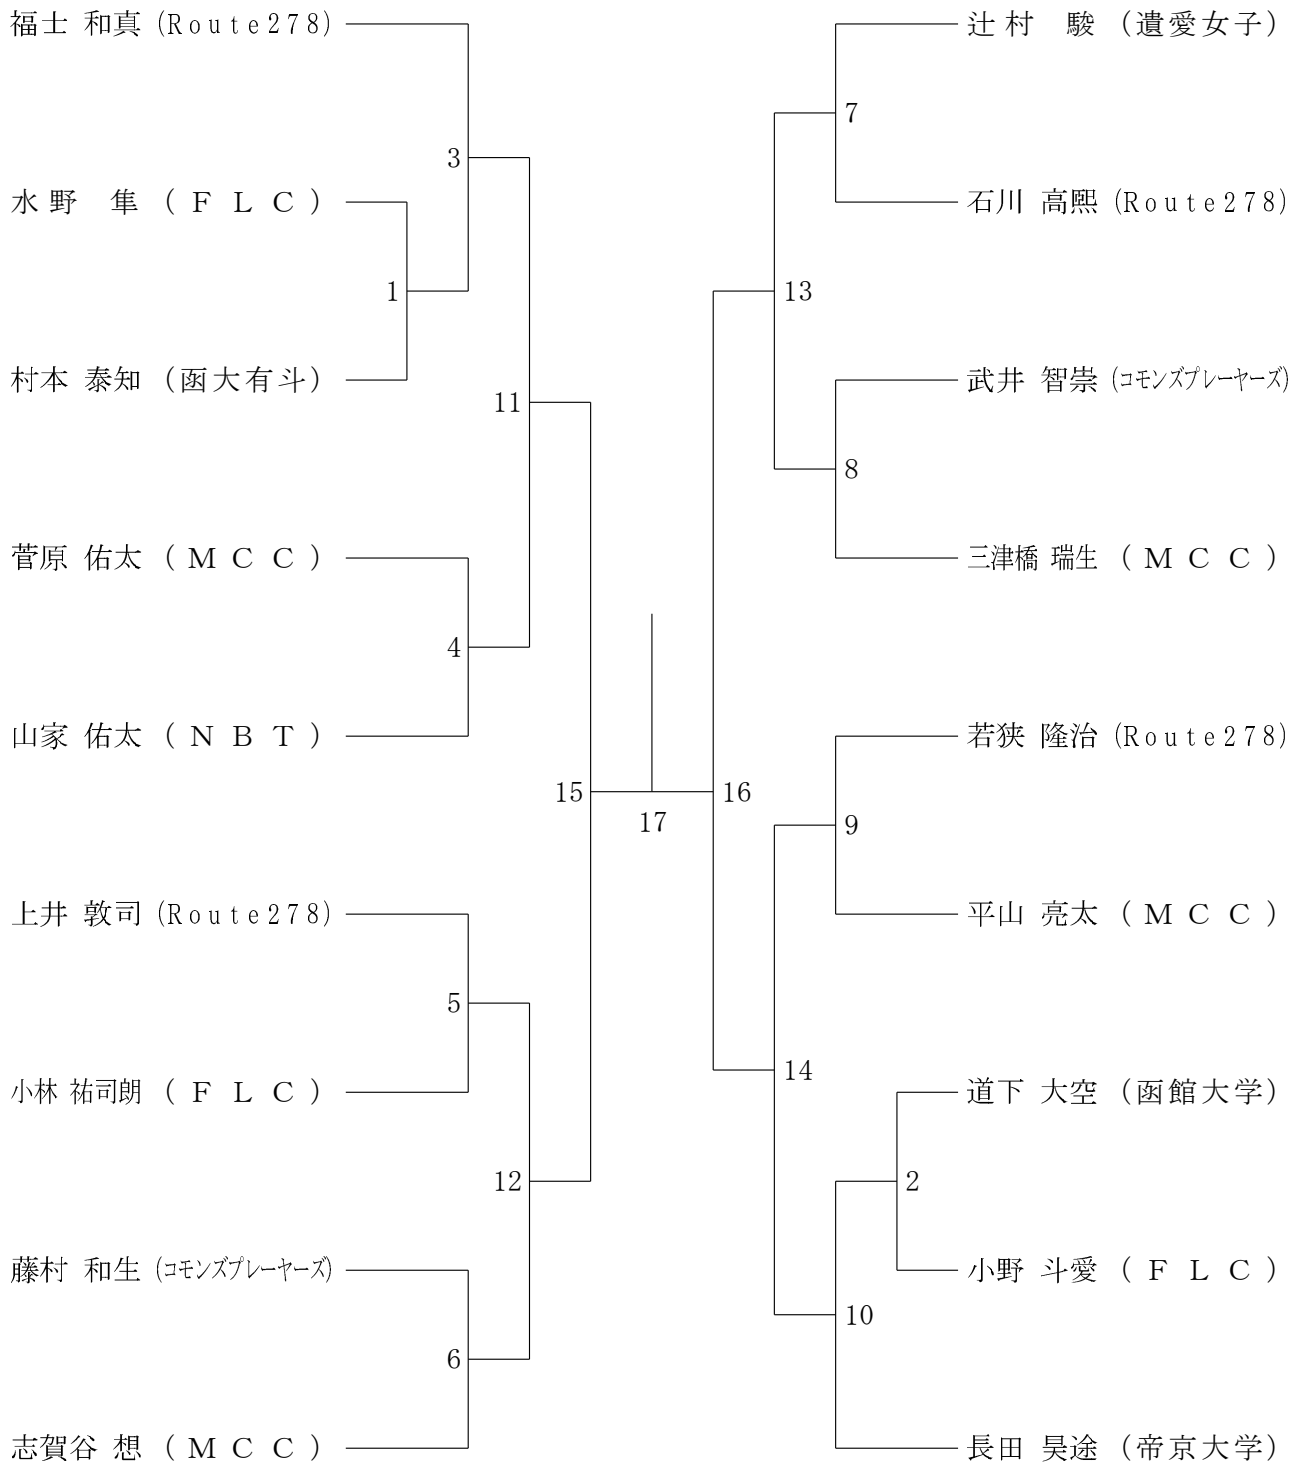 福士 和真 (Route278)
3
水野 隼 (FLC)
1
村本 泰知 (函大有斗)
11
菅原 佑太 (MCC)
4
山家 佑太 (NBT)
15
上井 敦司 (Route278)
5
小林 祐司朗 (FLC)
12
藤村 和生 (コモンズプレーヤーズ)
6
志賀谷 想 (MCC)
17
辻村 駿 (遺愛女子)
7
石川 高熙 (Route278)
13
武井 智崇 (コモンズプレーヤーズ)
8
三津橋 瑞生 (MCC)
16
若狭 隆治 (Route278)
9
平山 亮太 (MCC)
14
道下 大空 (函館大学)
2
小野 斗愛 (FLC)
10
長田 昊途 (帝京大学)